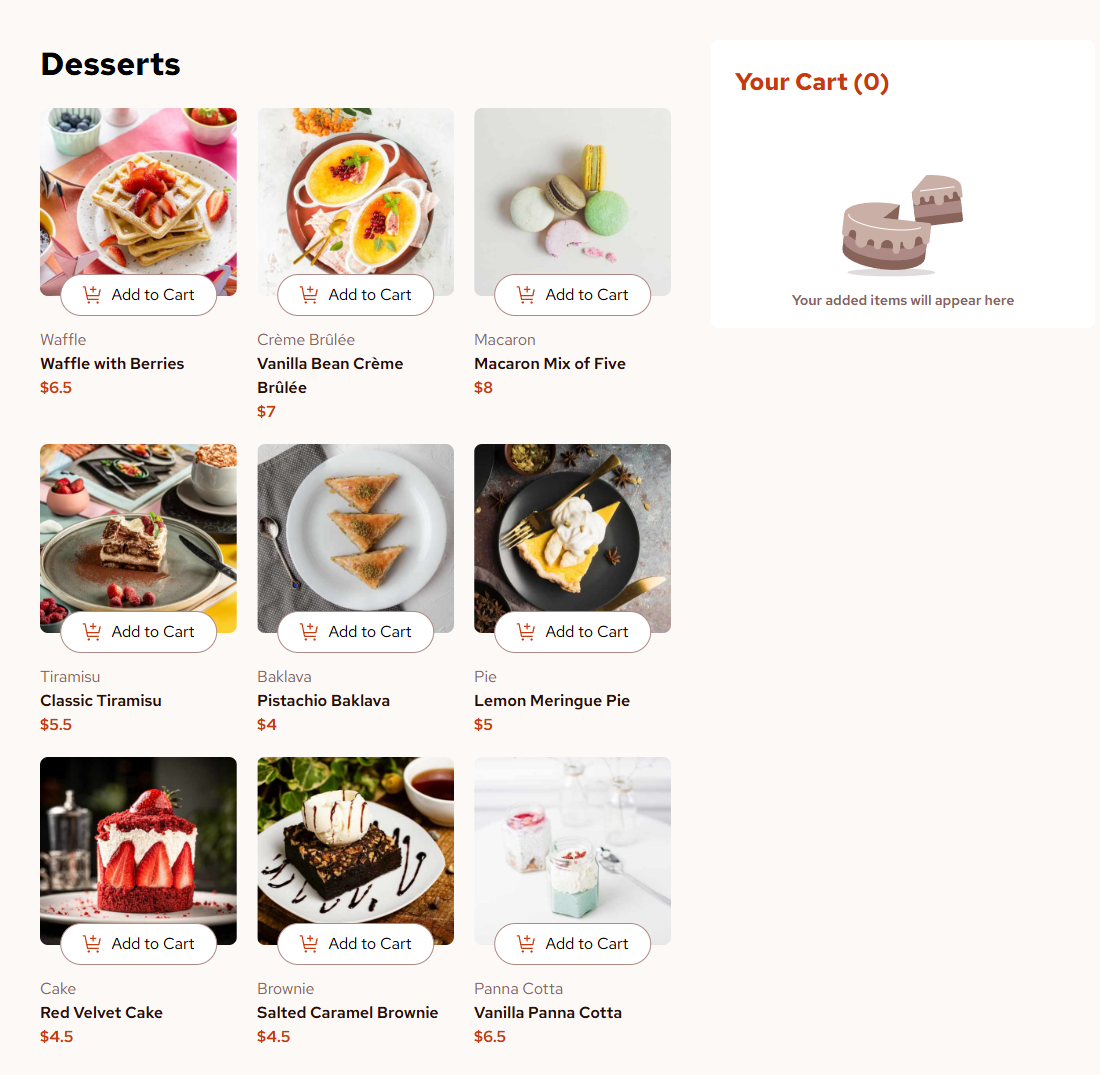 Desserts
Your Cart (0)
Your added items will appear here
Add to Cart
Add to Cart
Add to Cart
Waffle
Waffle with Berries
$6.5
Crème Brûlée
Vanilla Bean Crème
Brûlée
$7
Macaron
Macaron Mix of Five
$8
Add to Cart
Add to Cart
Add to Cart
Tiramisu
Classic Tiramisu
$5.5
Baklava
Pistachio Baklava
$4
Pie
Lemon Meringue Pie
$5
Add to Cart
Add to Cart
Add to Cart
Cake
Red Velvet Cake
$4.5
Brownie
Salted Caramel Brownie
$4.5
Panna Cotta
Vanilla Panna Cotta
$6.5